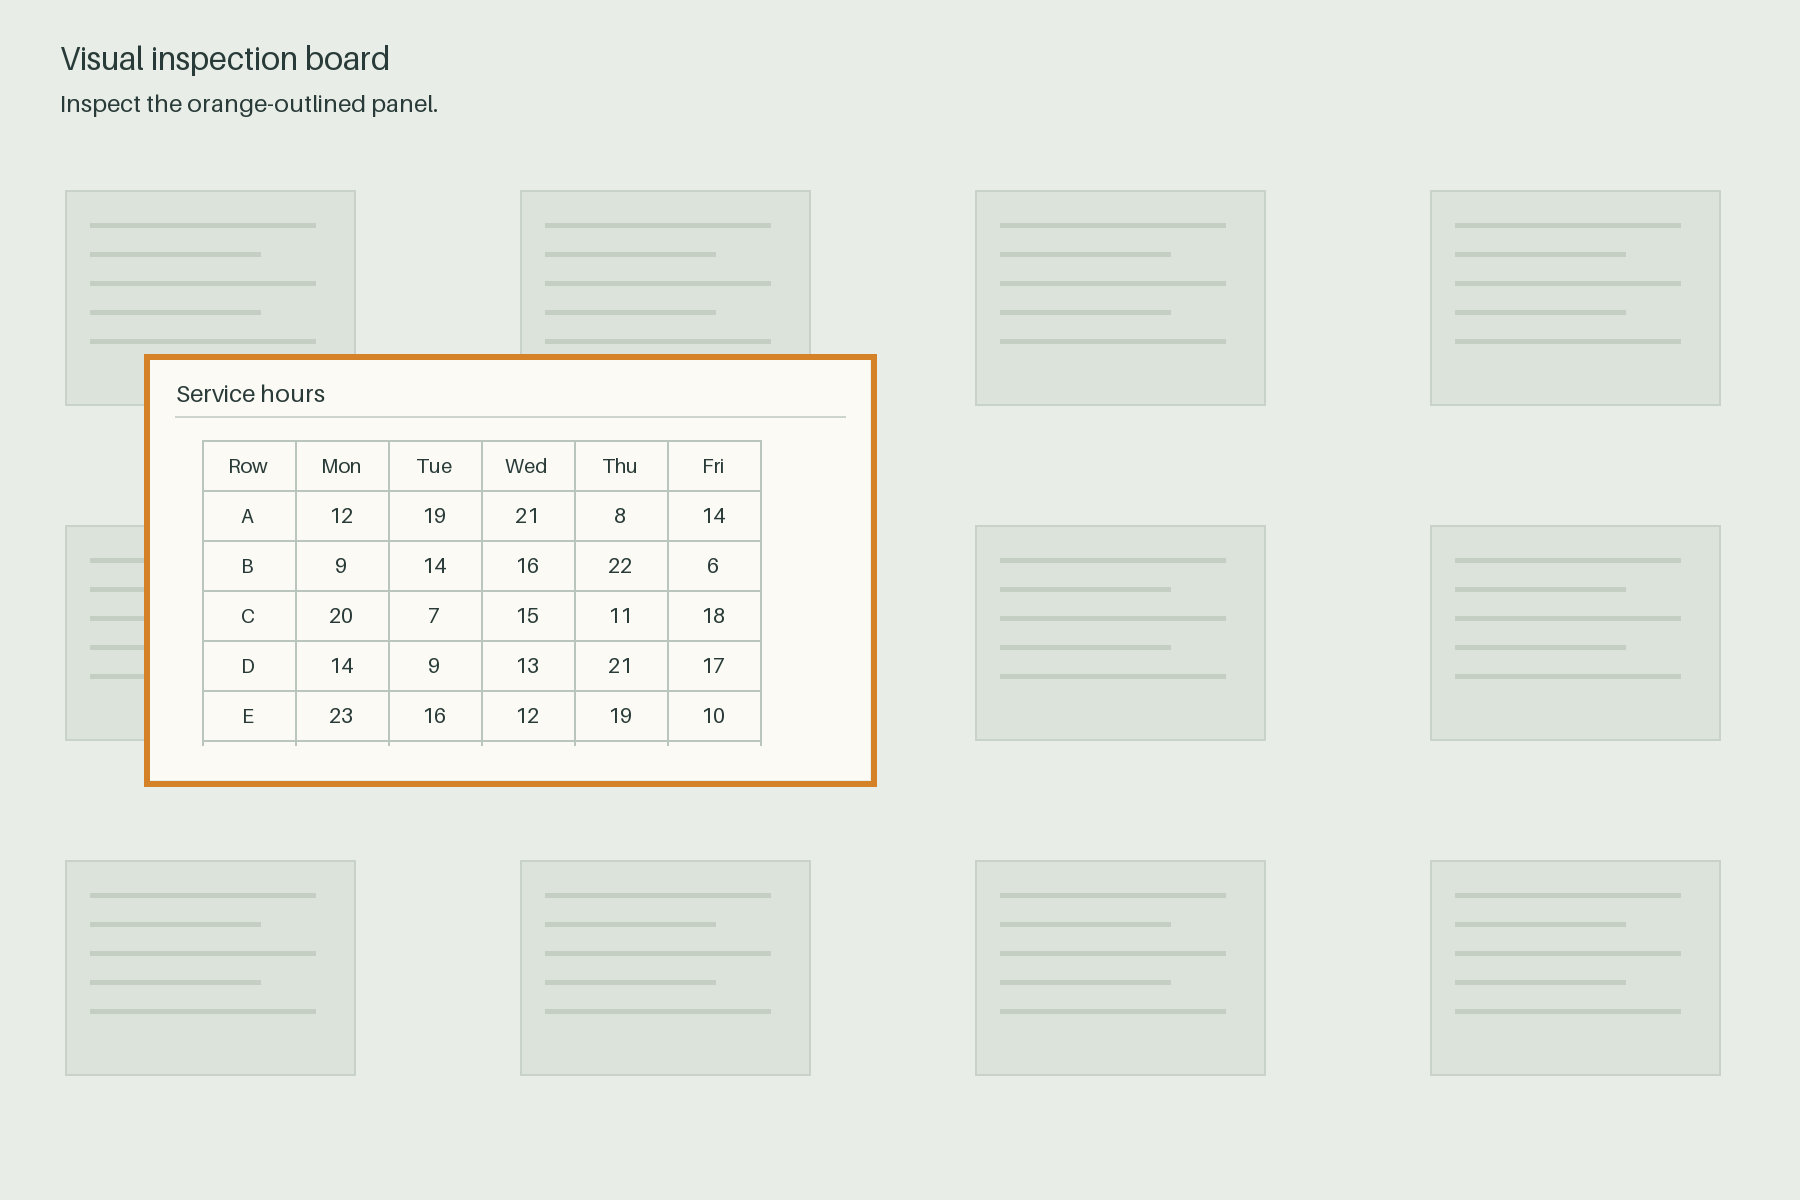 Visual inspection board
Inspect the orange-outlined panel.
Service hours
Row Mon Tue Wed Thu Fri
A 12 19 21 8 14
B 9 14 16 22 6
C 20 7 15 11 18
D 14 9 13 21 17
E 23 16 12 19 10